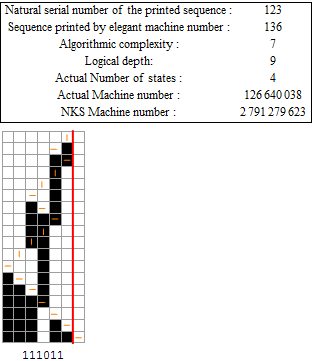 Natural serial number of the printed sequence : 123
Sequence printed by elegant machine number : 136
Algorithmic complexity : 7
Logical depth: 9
Actual Number of states : 4
Actual Machine number : 126 640 038
NKS Machine number : 2 791 279 623
111011